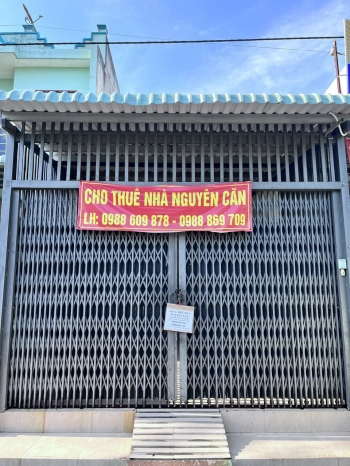 CHO THUÊ NHÀ NGUYÊN CĂN
LH: 0988 609 878 - 0988 869 709